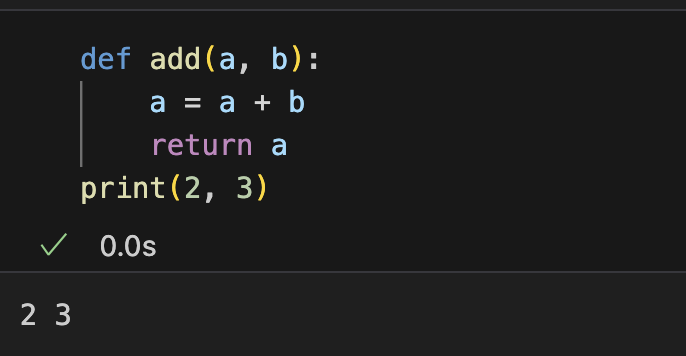 def add(a, b):
    a = a + b
    return a
print(2, 3)
0.0s
2 3